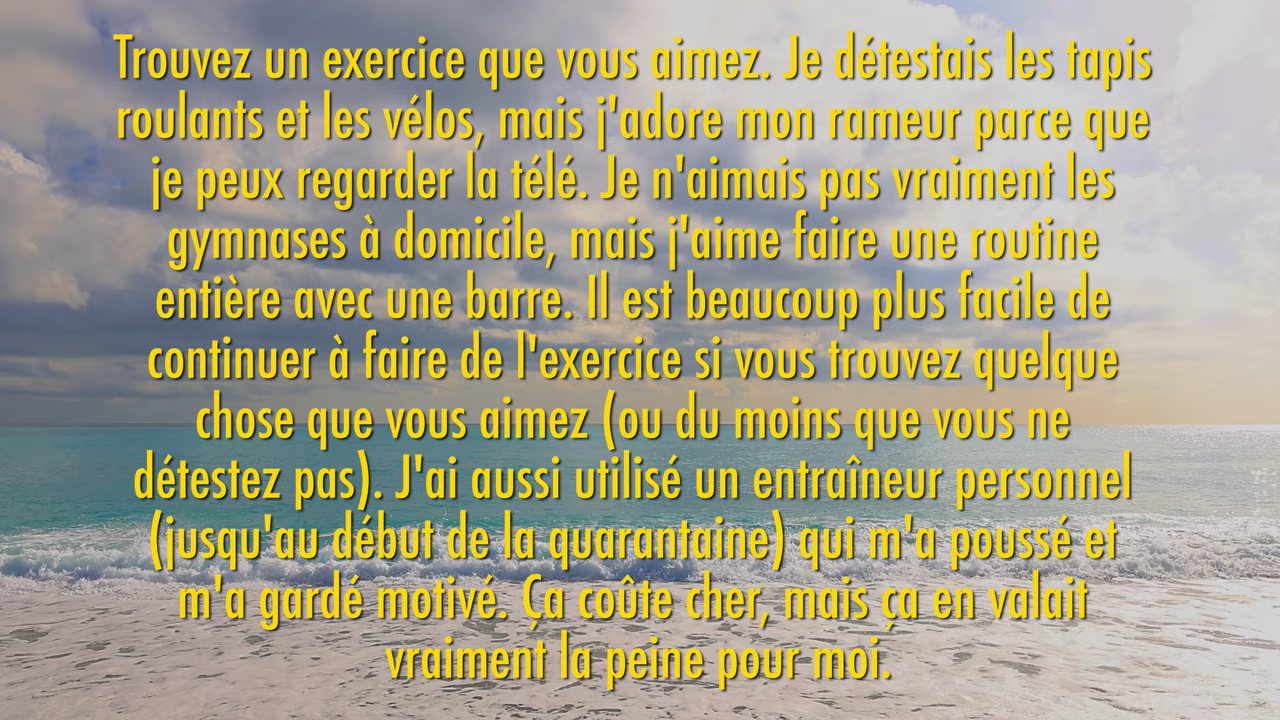 Trouvez un exercice que vous aimez. Je détestais les tapis
roulants et les vélos, mais j'adore mon rameur parce que
je peux regarder la télé. Je n'aimais pas vraiment les
gymnases à domicile, mais j'aime faire une routine
entière avec une barre. Il est beaucoup plus facile de
continuer à faire de l'exercice si vous trouvez quelque
chose que vous aimez (ou du moins que vous ne
détestez pas). J'ai aussi utilisé un entraîneur personnel
(jusqu'au début de la quarantaine) qui m'a poussé et
m'a gardé motivé. Ça coûte cher, mais ça en valait
vraiment la peine pour moi.